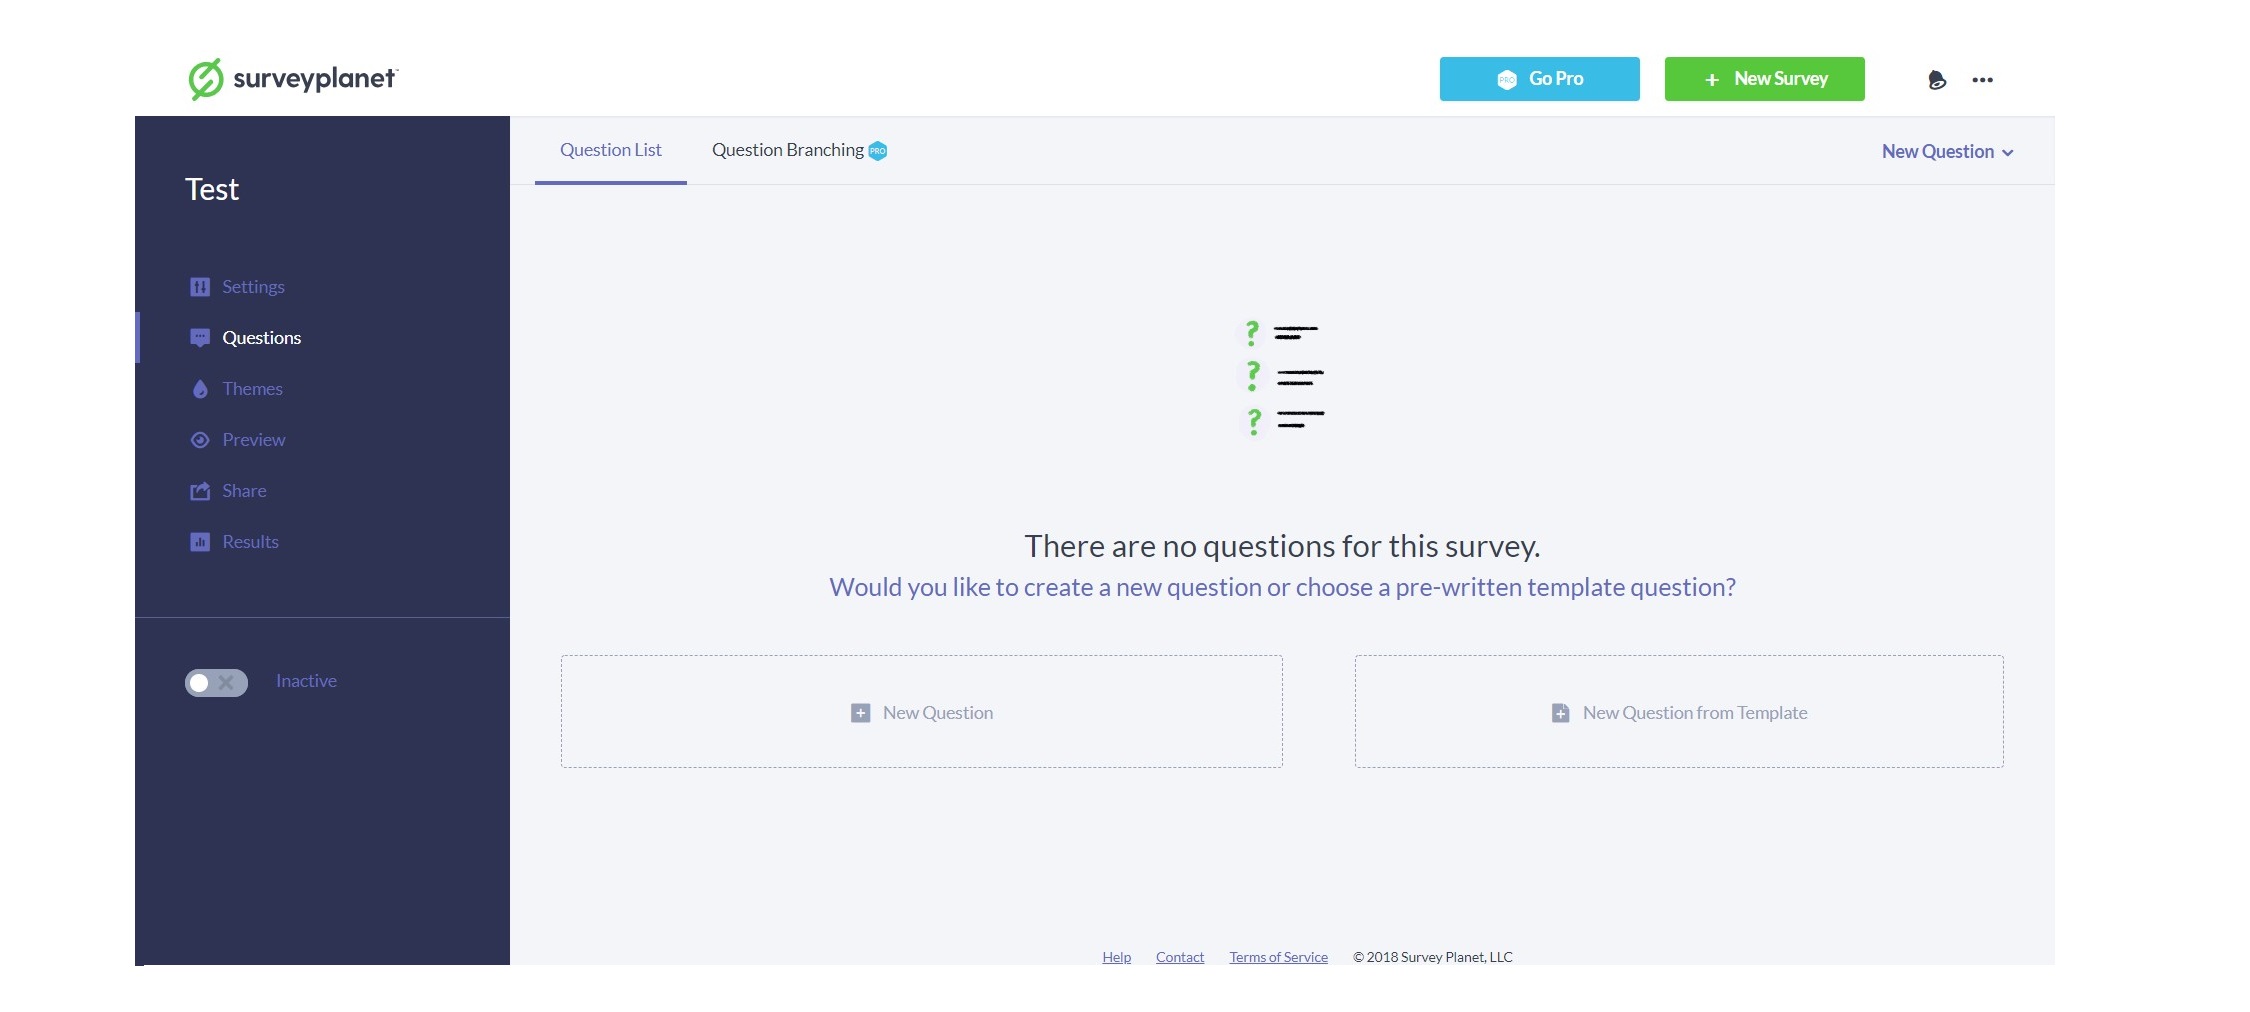 surveyplanet™
PRO Go Pro
+ New Survey
Test
Settings
Questions
Themes
Preview
Share
Results
Inactive
Question List
Question Branching PRO
New Question
? 
?
?
There are no questions for this survey.
Would you like to create a new question or choose a pre-written template question?
New Question
New Question from Template
Help Contact Terms of Service © 2018 Survey Planet, LLC